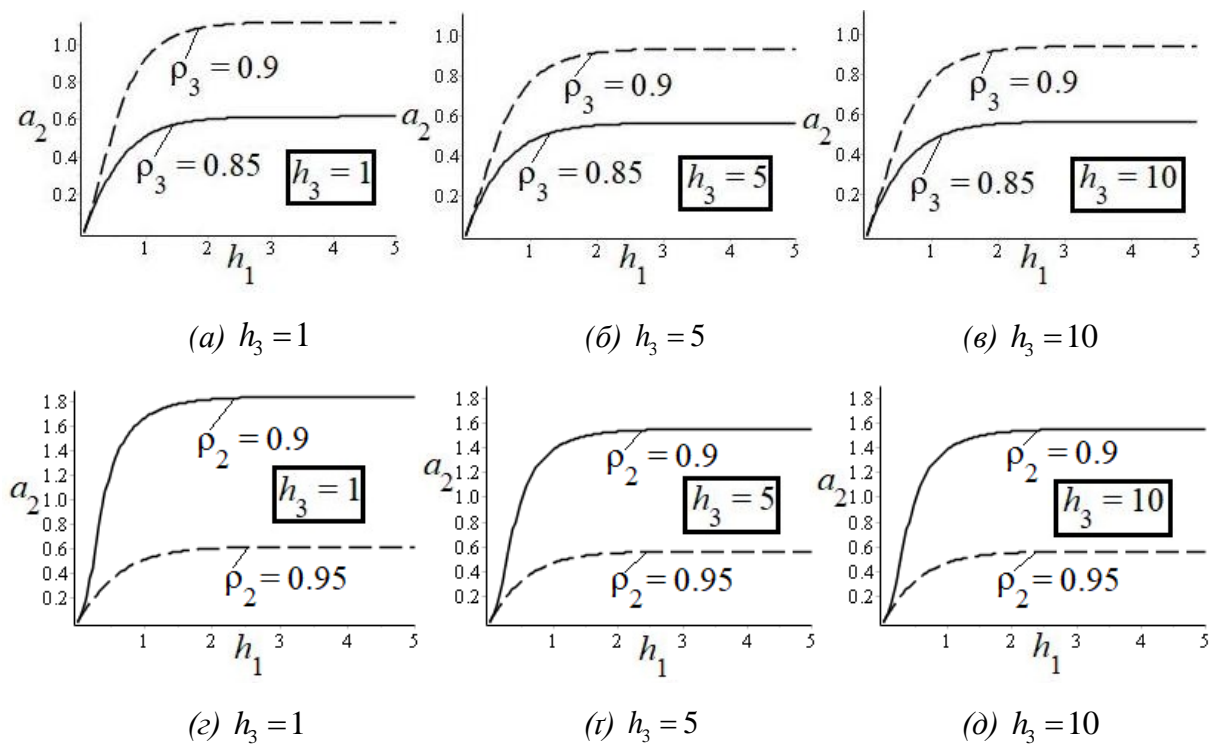 1.0
0.8
a₂ 0.6
0.4
0.2
ρ₃ = 0.9
ρ₃ = 0.85
h₃ = 1
1 2 3 4 5
h₁
1.0
0.8
a₂ 0.6
0.4
0.2
ρ₃ = 0.9
ρ₃ = 0.85
h₃ = 5
1 2 3 4 5
h₁
1.0
0.8
a₂ 0.6
0.4
0.2
ρ₃ = 0.9
ρ₃ = 0.85
h₃ = 10
1 2 3 4 5
h₁
(а) h₃ = 1
(б) h₃ = 5
(в) h₃ = 10
1.8
1.6
1.4
1.2
a₂ 1.0
0.8
0.6
0.4
0.2
ρ₂ = 0.9
h₃ = 1
ρ₂ = 0.95
1 2 3 4 5
h₁
1.8
1.6
1.4
1.2
a₂ 1.0
0.8
0.6
0.4
0.2
ρ₂ = 0.9
h₃ = 5
ρ₂ = 0.95
1 2 3 4 5
h₁
1.8
1.6
1.4
1.2
a₂ 1.0
0.8
0.6
0.4
0.2
ρ₂ = 0.9
h₃ = 10
ρ₂ = 0.95
1 2 3 4 5
h₁
(г) h₃ = 1
(ґ) h₃ = 5
(д) h₃ = 10